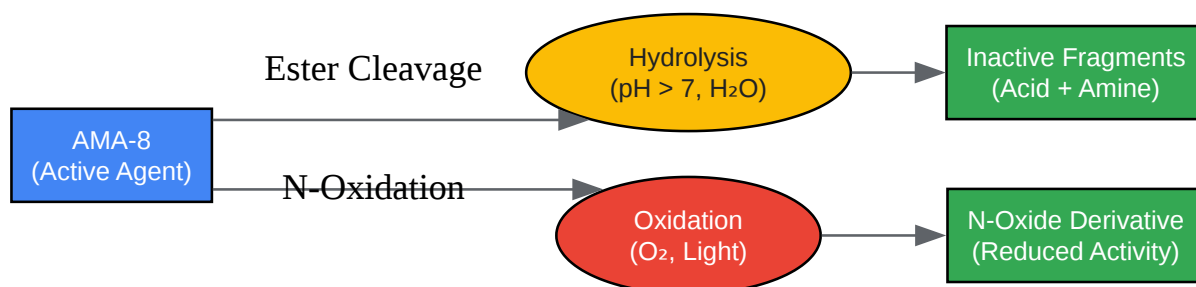 AMA-8
(Active Agent)
Ester Cleavage
Hydrolysis
(pH > 7, H₂O)
Inactive Fragments
(Acid + Amine)
N-Oxidation
Oxidation
(O₂, Light)
N-Oxide Derivative
(Reduced Activity)